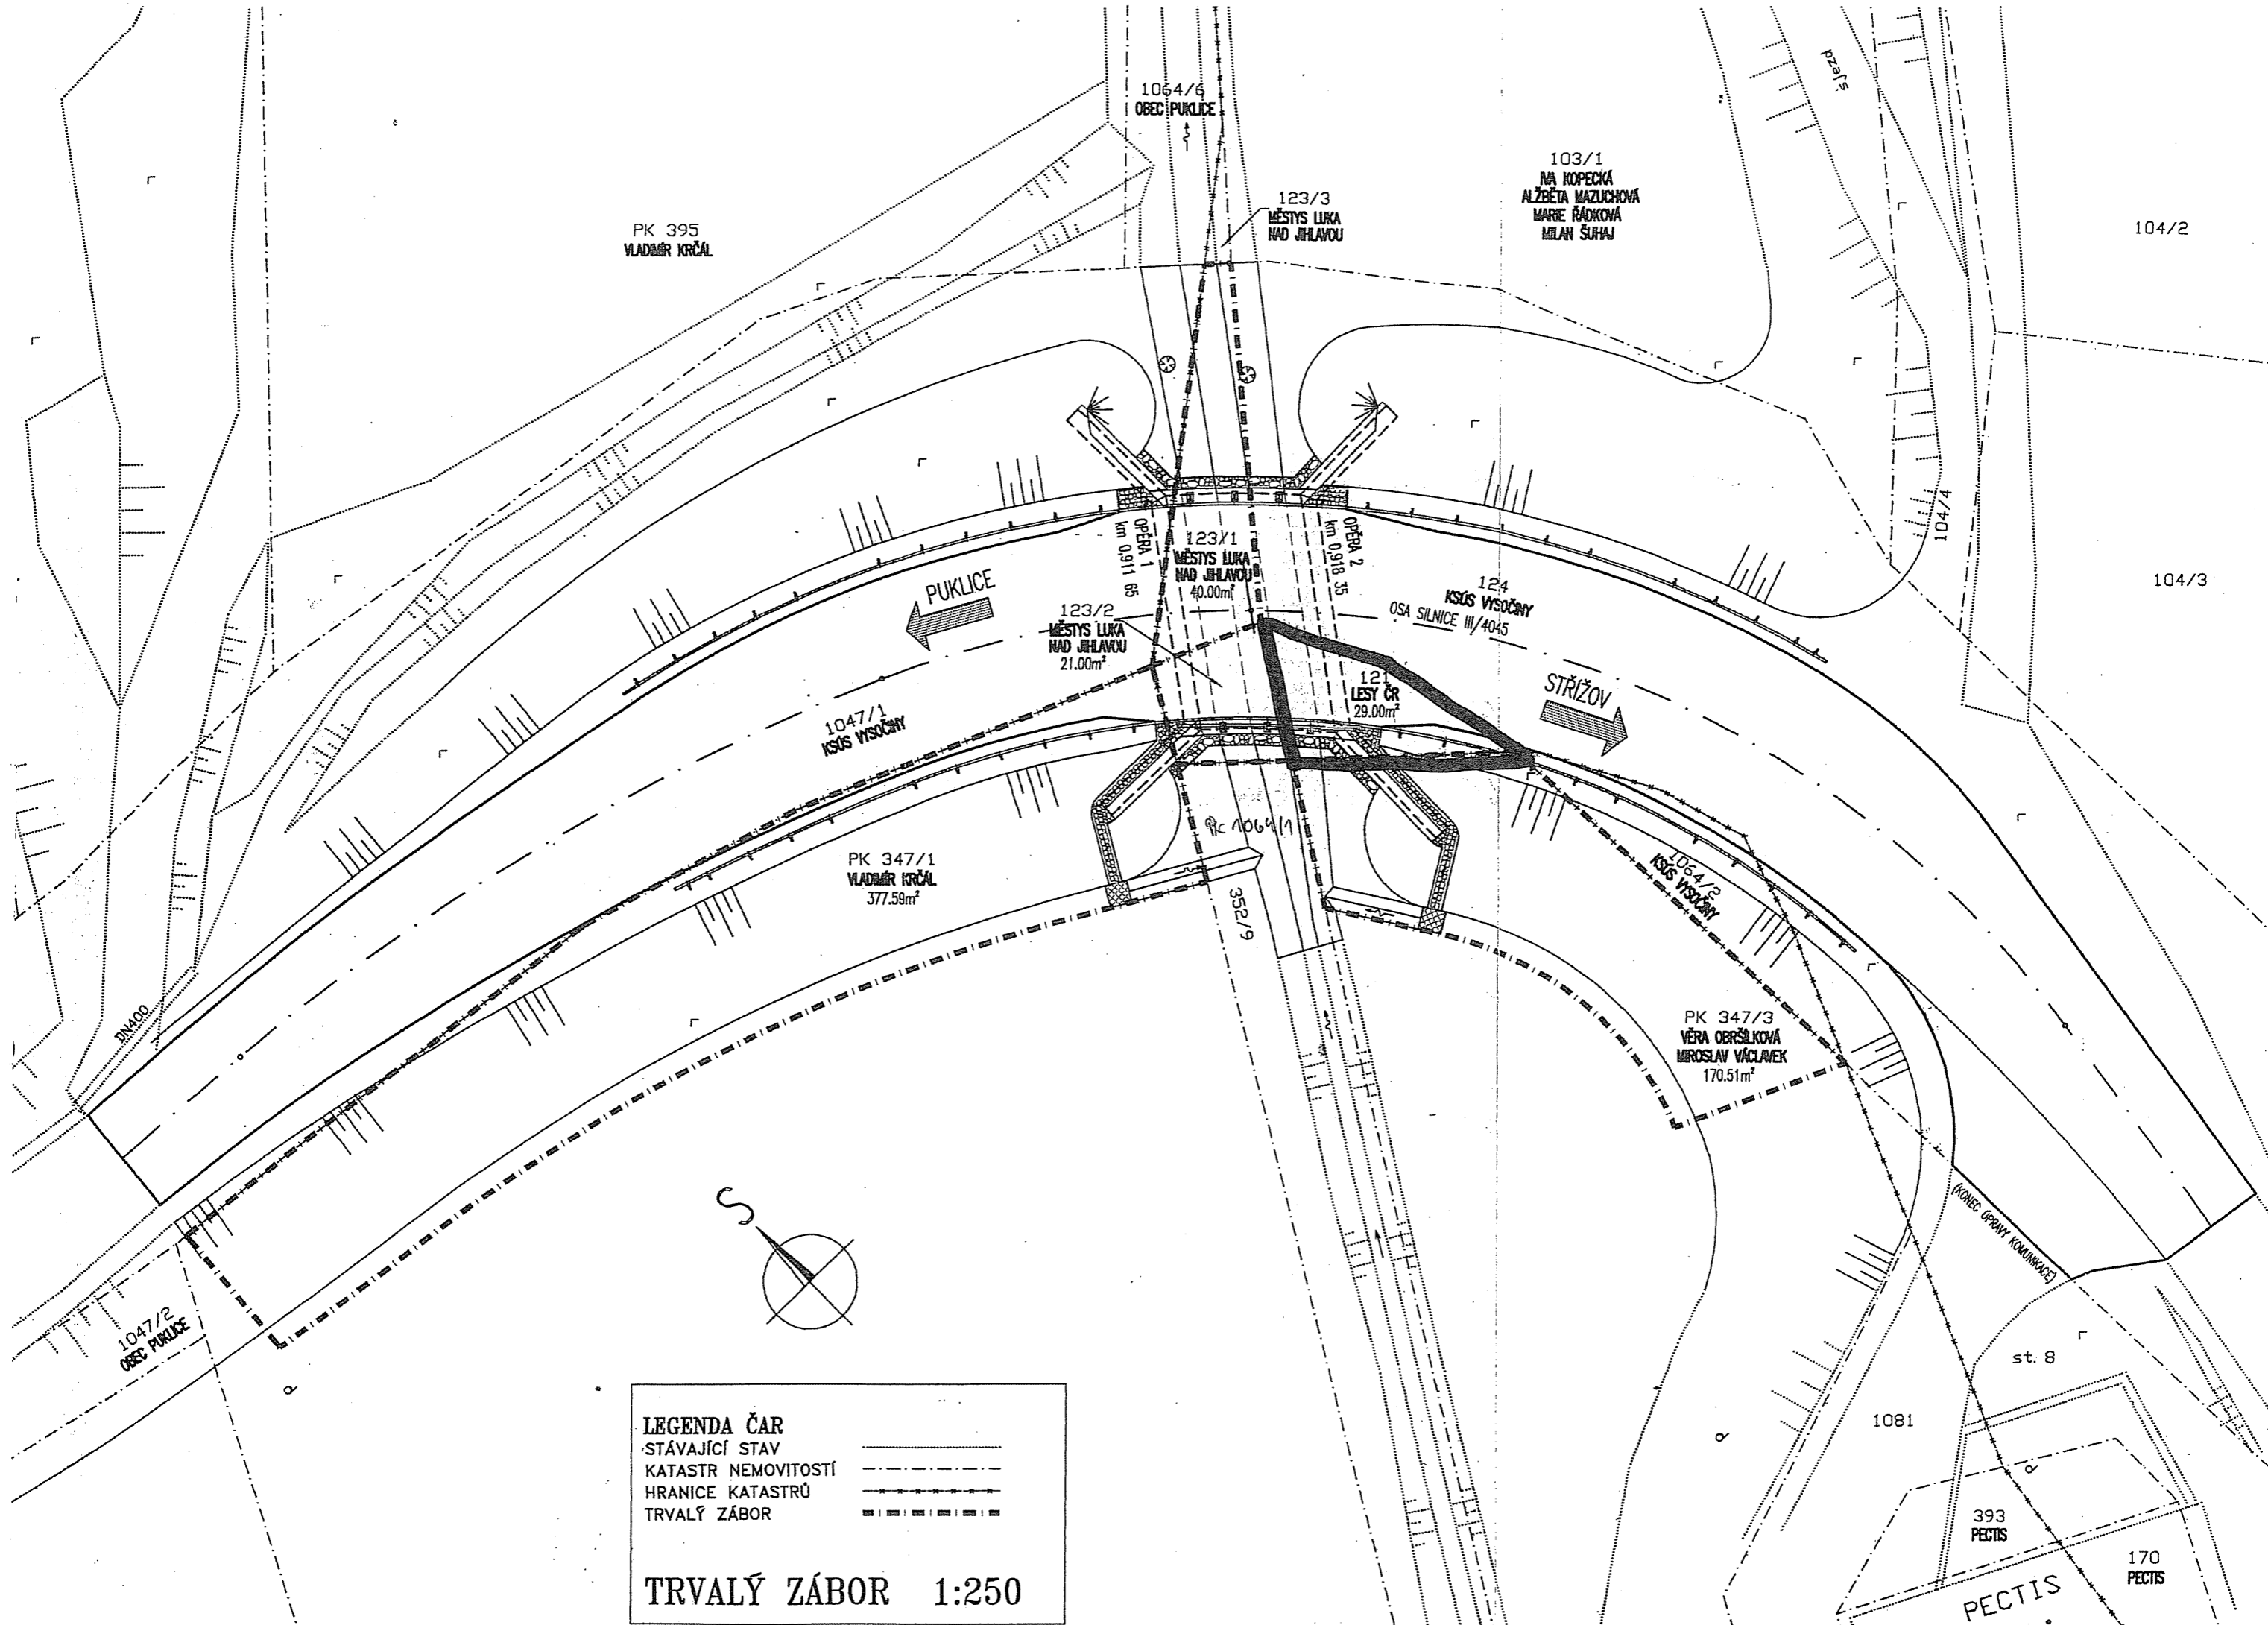 sjezd
1064/6
OBEC PUKLICE
103/1
IVA KOPECKÁ
ALŽBĚTA MAZUCHOVÁ
MARIE ŘÁDKOVÁ
MILAN ŠUHAJ
123/3
MĚSTYS LUKA
NAD JIHLAVOU
PK 395
VLADIMÍR KRČÁL
104/2
104/4
OPĚRA 1
km 0,911 65
123/1
MĚSTYS LUKA
NAD JIHLAVOU
40.00m²
OPĚRA 2
km 0,918 35
124
KSÚS VYSOČINY
OSA SILNICE III/4045
104/3
PUKLICE
123/2
MĚSTYS LUKA
NAD JIHLAVOU
21.00m²
121
LESY ČR
29.00m²
STŘÍŽOV
1047/1
KSÚS VYSOČINY
1064/1
PK 347/1
VLADIMÍR KRČÁL
377.59m²
1064/2
KSÚS VYSOČINY
352/9
DN400
PK 347/3
VĚRA OBRŠLÍKOVÁ
MIROSLAV VÁCLAVEK
170.51m²
(KONEC ÚPRAVY KOMUNIKACE)
S
1047/2
OBEC PUKLICE
st. 8
1081
393
PECTIS
170
PECTIS
PECTIS
LEGENDA ČAR
STÁVAJÍCÍ STAV
KATASTR NEMOVITOSTÍ
HRANICE KATASTRŮ
TRVALÝ ZÁBOR
TRVALÝ ZÁBOR 1:250